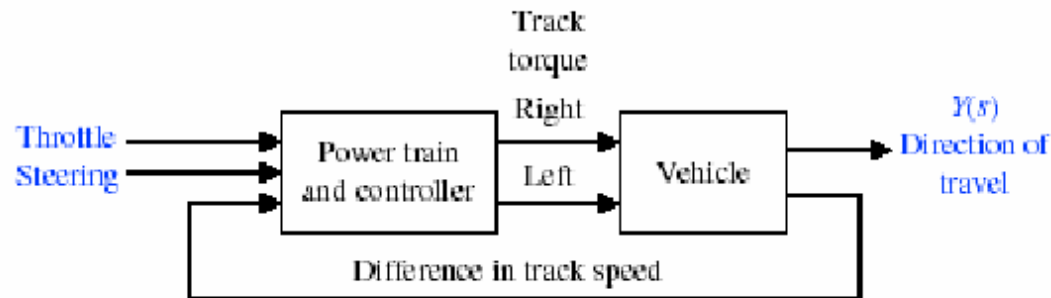 Track
torque
Right
Throttle
Steering
Power train
and controller
Left
Vehicle
Y(s)
Direction of
travel
Difference in track speed